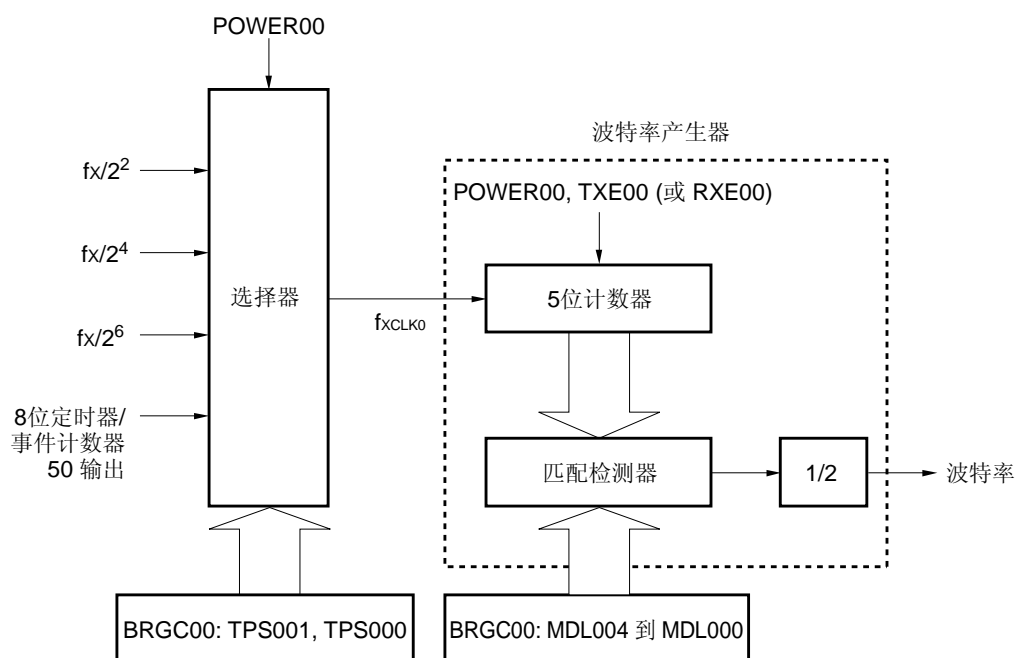 POWER00
波特率产生器
fX/2²
POWER00, TXE00 (或 RXE00)
fX/2⁴
选择器
5位计数器
fXCLK0
fX/2⁶
8位定时器/
事件计数器
50 输出
匹配检测器
1/2
波特率
BRGC00: TPS001, TPS000
BRGC00: MDL004 到 MDL000